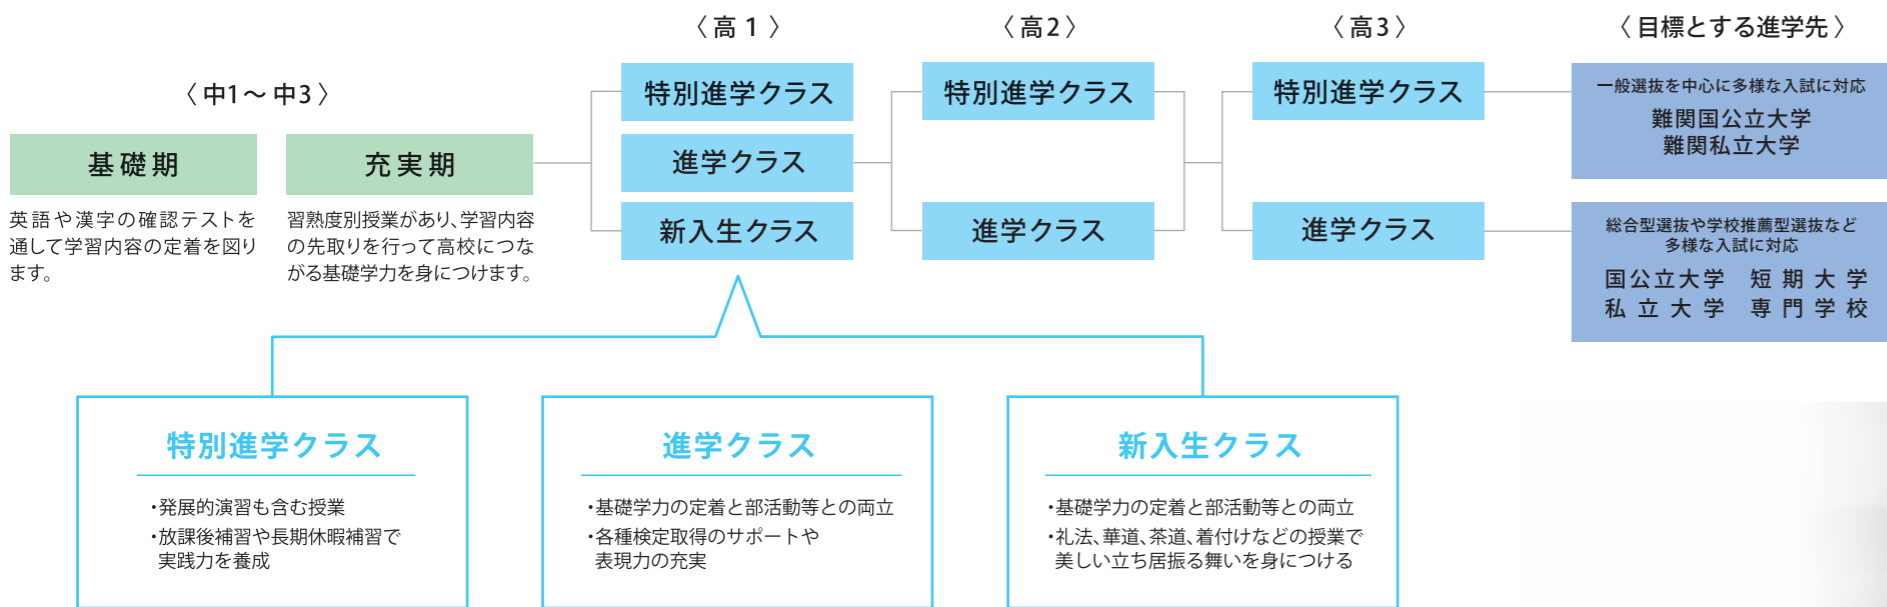 〈 中1〜 中3 〉
基礎期
英語や漢字の確認テストを
通して学習内容の定着を図り
ます。
充実期
習熟度別授業があり、学習内容
の先取りを行って高校につな
がる基礎学力を身につけます。
〈 高 1 〉
特別進学クラス
進学クラス
新入生クラス
〈 高2 〉
特別進学クラス
進学クラス
〈 高3 〉
特別進学クラス
進学クラス
〈 目標とする進学先 〉
一般選抜を中心に多様な入試に対応
難関国公立大学
難関私立大学
総合型選抜や学校推薦型選抜など
多様な入試に対応
国公立大学 短期大学
私立大学 専門学校
特別進学クラス
・発展的演習も含む授業
・放課後補習や長期休暇補習で
実践力を養成
進学クラス
・基礎学力の定着と部活動等との両立
・各種検定取得のサポートや
表現力の充実
新入生クラス
・基礎学力の定着と部活動等との両立
・礼法、華道、茶道、着付けなどの授業で
美しい立ち居振る舞いを身につける